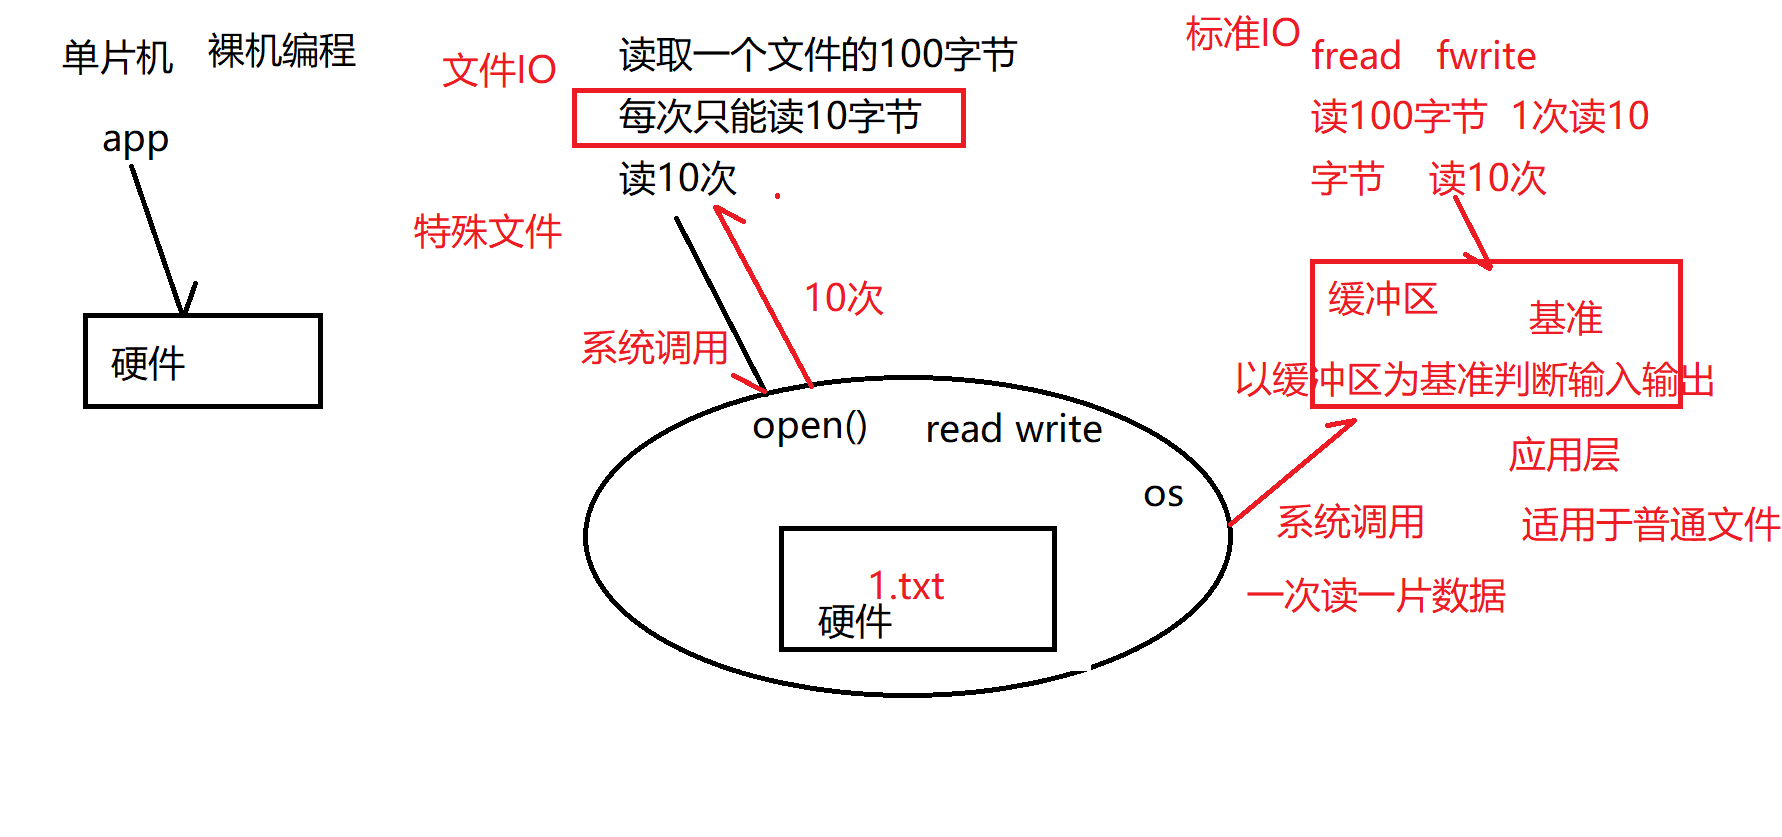 单片机
裸机编程
app
硬件
文件IO
读取一个文件的100字节
每次只能读10字节
读10次
特殊文件
10次
系统调用
open()
read write
os
1.txt
硬件
标准IO
fread fwrite
读100字节 1次读10
字节 读10次
缓冲区
基准
以缓冲区为基准判断输入输出
应用层
系统调用
适用于普通文件
一次读一片数据